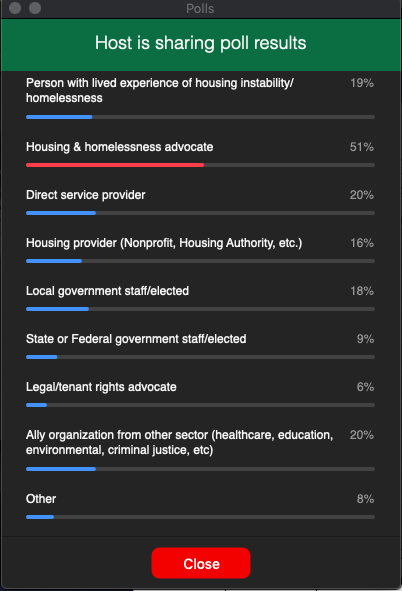 Polls
Host is sharing poll results
Person with lived experience of housing instability/ 19%
homelessness
Housing & homelessness advocate 51%
Direct service provider 20%
Housing provider (Nonprofit, Housing Authority, etc.) 16%
Local government staff/elected 18%
State or Federal government staff/elected 9%
Legal/tenant rights advocate 6%
Ally organization from other sector (healthcare, education, 20%
environmental, criminal justice, etc)
Other 8%
Close